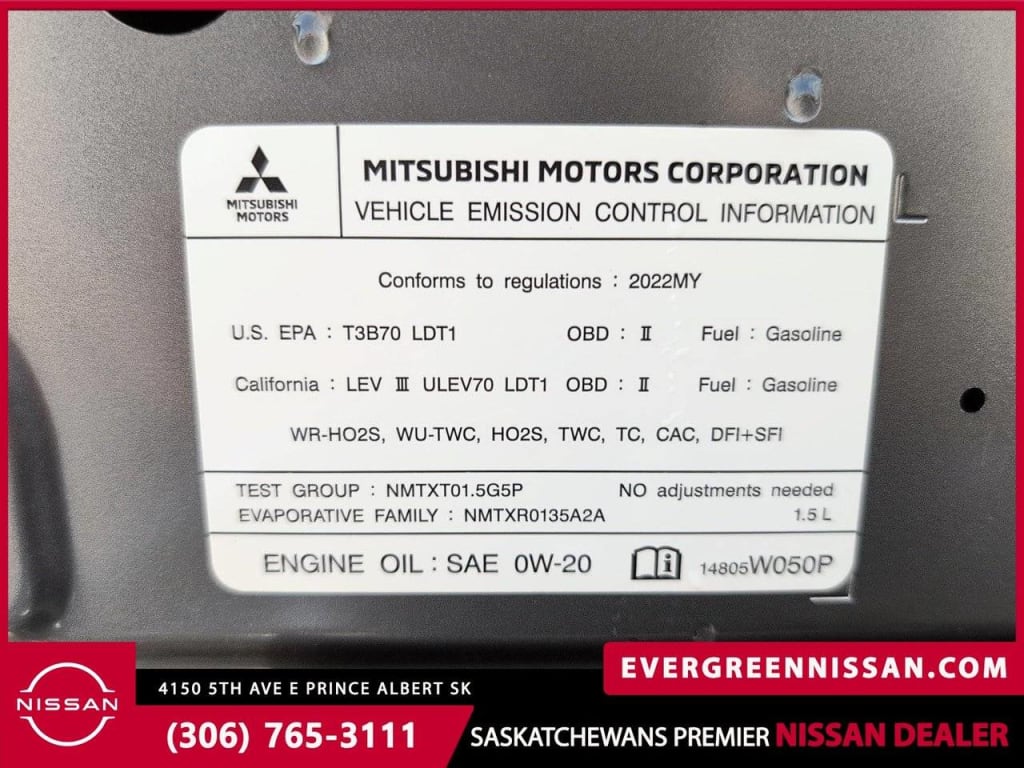 MITSUBISHI
MOTORS
MITSUBISHI MOTORS CORPORATION
VEHICLE EMISSION CONTROL INFORMATION
Conforms to regulations : 2022MY
U.S. EPA : T3B70 LDT1 OBD : Ⅱ Fuel : Gasoline
California : LEV Ⅲ ULEV70 LDT1 OBD : Ⅱ Fuel : Gasoline
WR-HO2S, WU-TWC, HO2S, TWC, TC, CAC, DFI+SFI
TEST GROUP : NMTXT01.5G5P NO adjustments needed
EVAPORATIVE FAMILY : NMTXR0135A2A 1.5 L
ENGINE OIL : SAE 0W-20 i 14805W050P
EVERGREENNISSAN.COM
NISSAN
4150 5TH AVE E PRINCE ALBERT SK
(306) 765-3111
SASKATCHEWANS PREMIER NISSAN DEALER